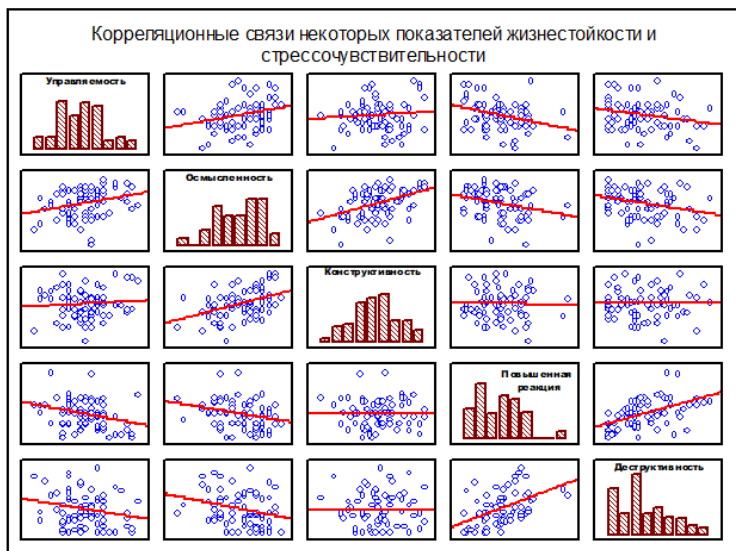 Корреляционные связи некоторых показателей жизнестойкости и
стрессочувствительности
Управляемость
Осмысленность
Конструктивность
Повышенная
реакция
Деструктивность